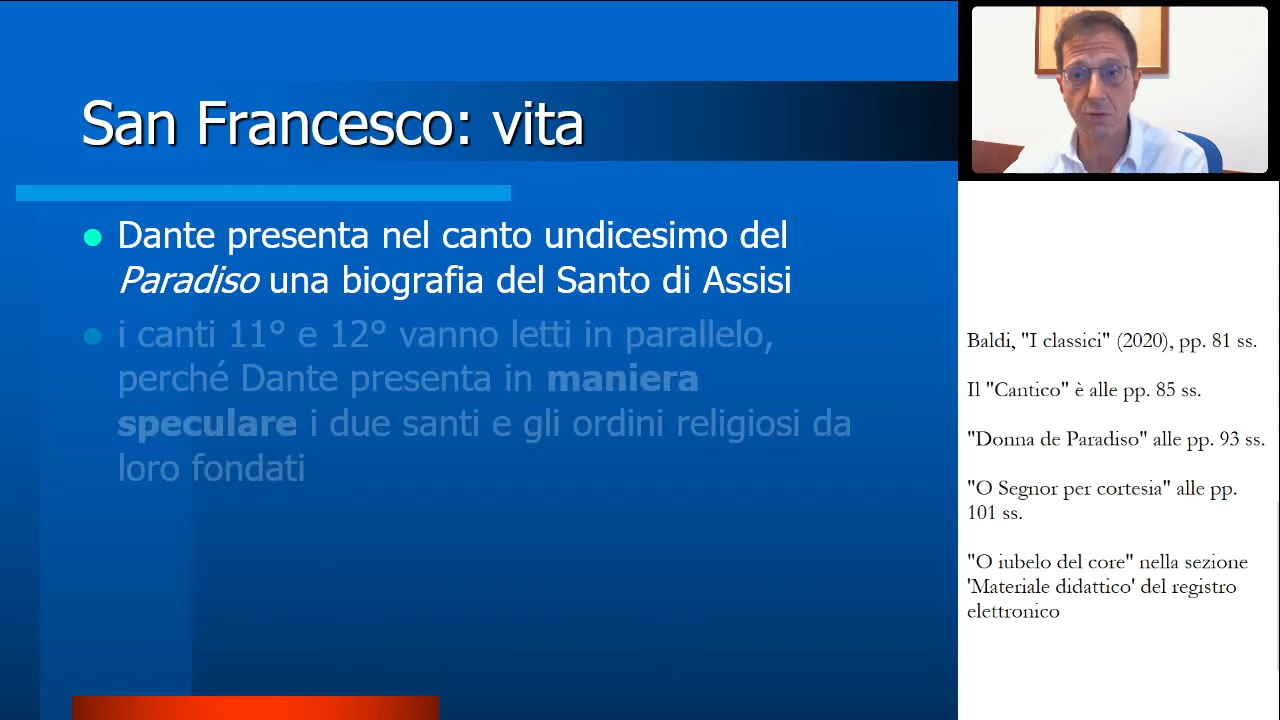 San Francesco: vita
Dante presenta nel canto undicesimo del
Paradiso una biografia del Santo di Assisi
i canti 11° e 12° vanno letti in parallelo,
perché Dante presenta in maniera
speculare i due santi e gli ordini religiosi da
loro fondati
Baldi, "I classici" (2020), pp. 81 ss.
Il "Cantico" è alle pp. 85 ss.
"Donna de Paradiso" alle pp. 93 ss.
"O Segnor per cortesia" alle pp.
101 ss.
"O iubelo del core" nella sezione
'Materiale didattico' del registro
elettronico